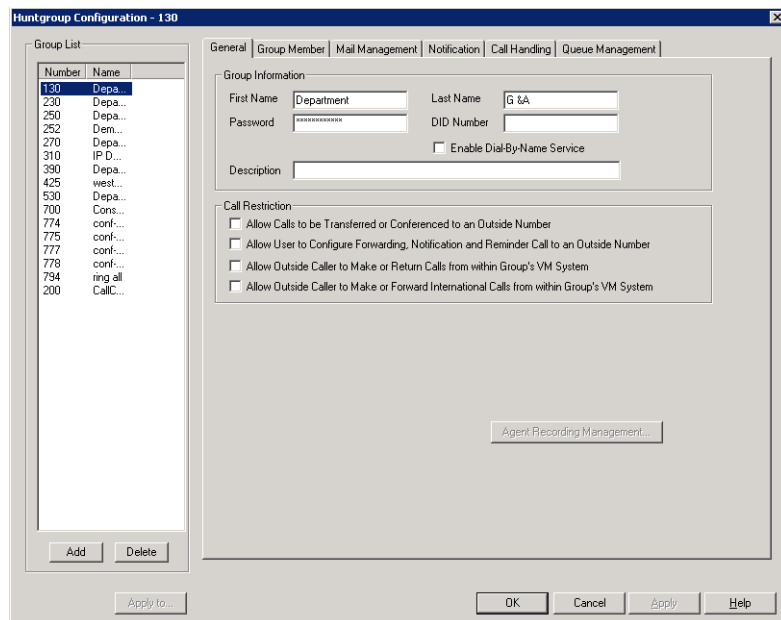 Huntgroup Configuration - 130
Group List
Number Name
130 Depa...
230 Depa...
250 Depa...
252 Dem...
270 Depa...
310 IP D...
390 Depa...
425 west...
530 Depa...
700 Cons...
774 conf-...
775 conf-...
777 conf-...
778 conf-...
794 ring all
200 CallC...
Add Delete
General Group Member Mail Management Notification Call Handling Queue Management
Group Information
First Name Department Last Name G &A
Password ************ DID Number
Enable Dial-By-Name Service
Description
Call Restriction
Allow Calls to be Transferred or Conferenced to an Outside Number
Allow User to Configure Forwarding, Notification and Reminder Call to an Outside Number
Allow Outside Caller to Make or Return Calls from within Group's VM System
Allow Outside Caller to Make or Forward International Calls from within Group's VM System
Agent Recording Management...
Apply to... OK Cancel Apply Help